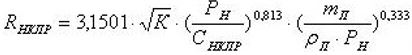 R_НКЛР = 3,1501 · √K · (P_Н / C_НКЛР)^0,813 · (m_П / (ρ_П · P_Н))^0,333